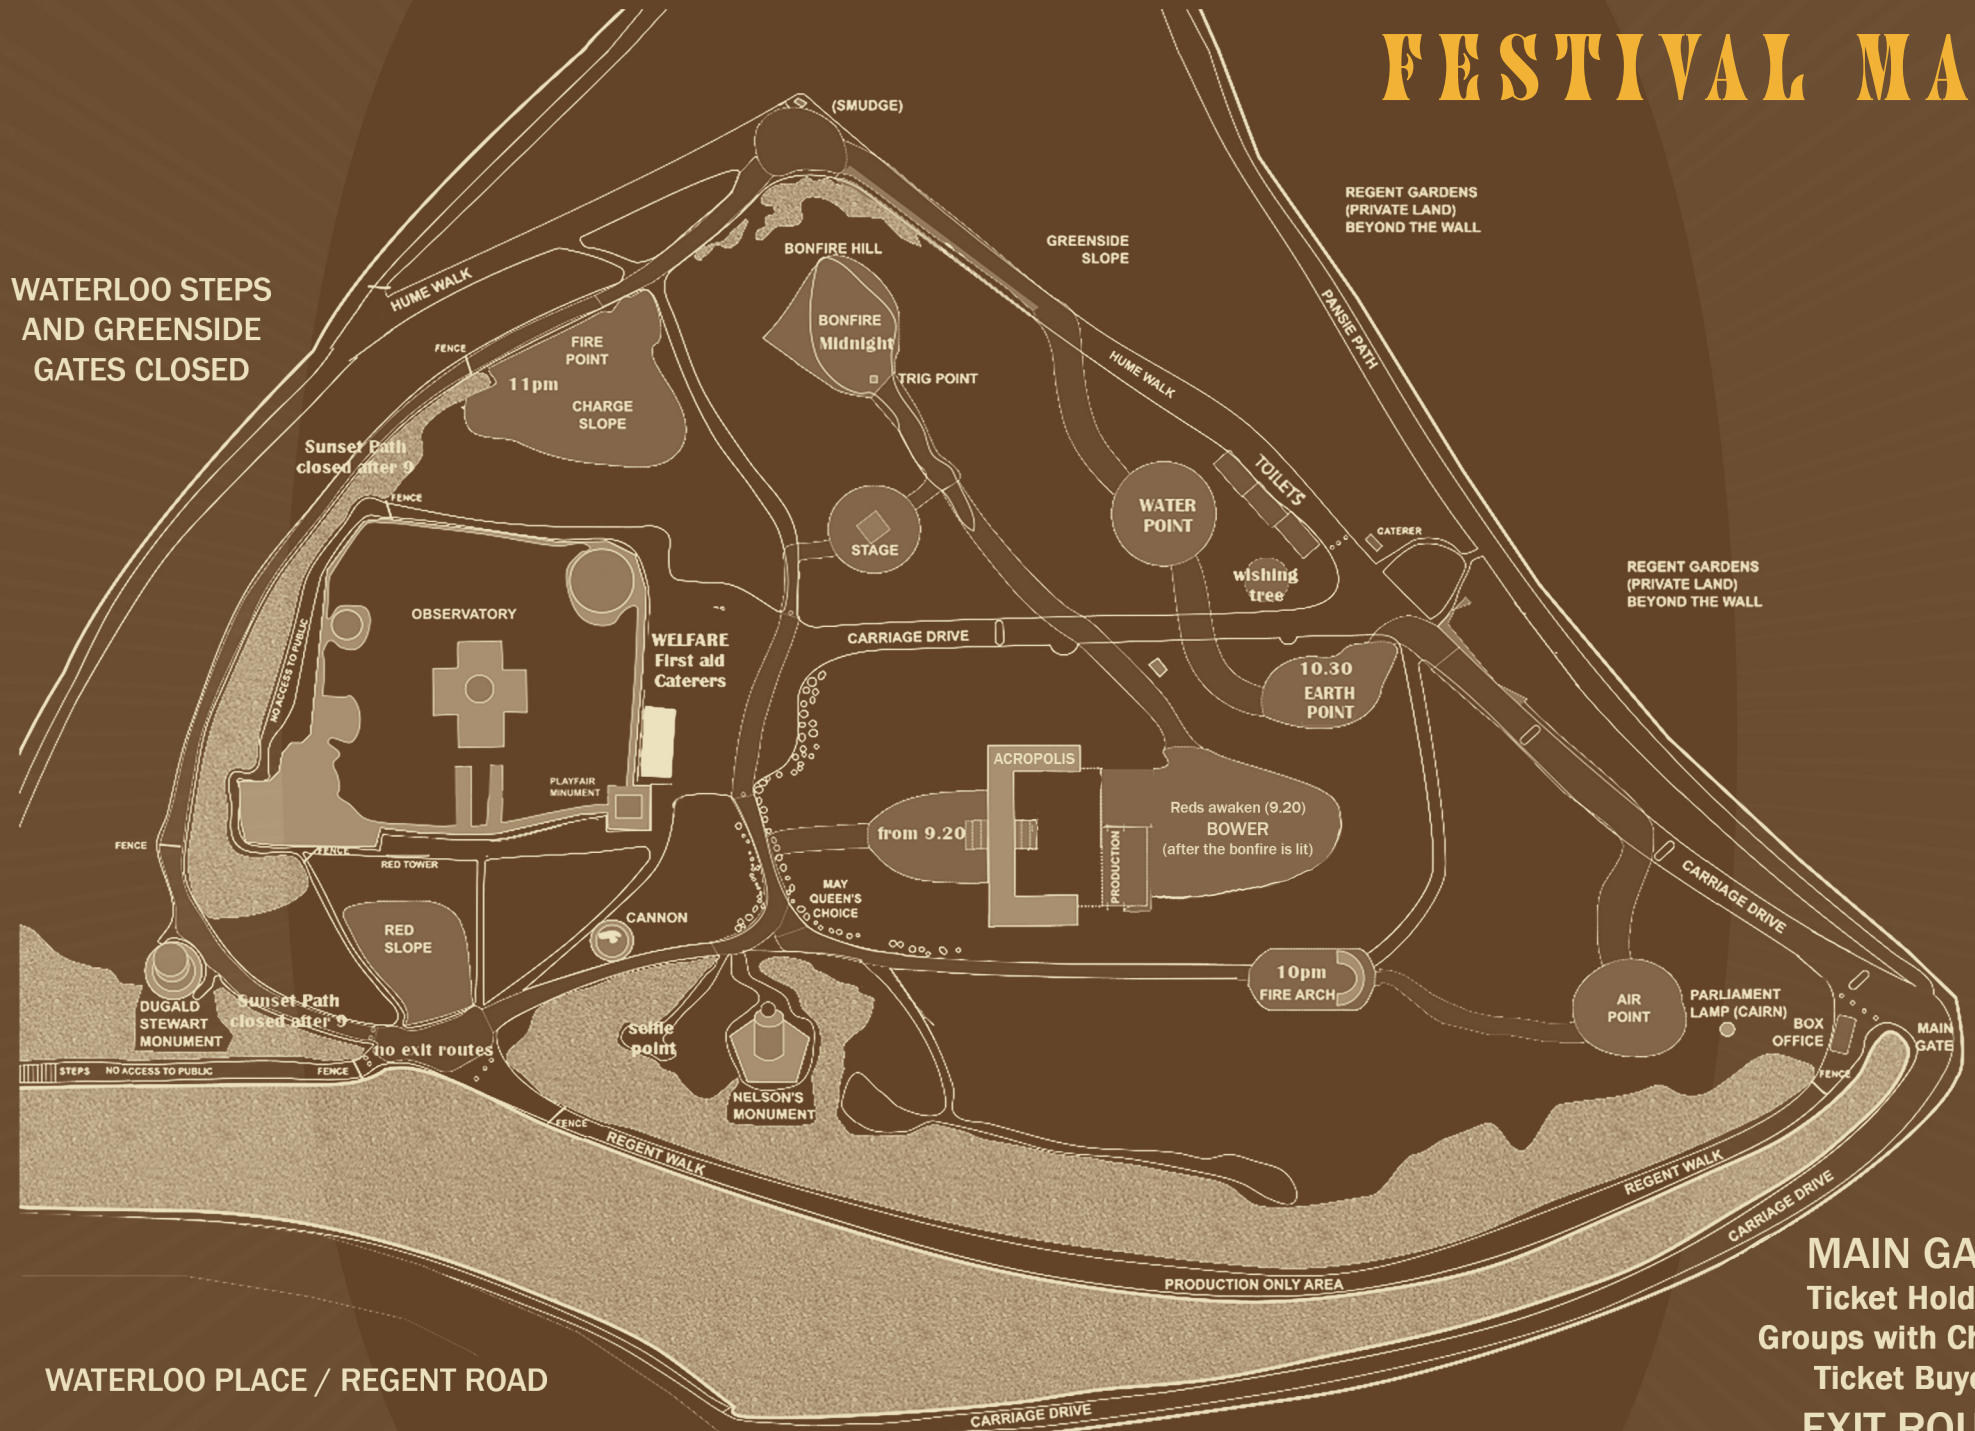 FESTIVAL MA
(SMUDGE)
REGENT GARDENS
(PRIVATE LAND)
BEYOND THE WALL
GREENSIDE
SLOPE
BONFIRE HILL
WATERLOO STEPS
AND GREENSIDE
GATES CLOSED
HUME WALK
PANSIE PATH
BONFIRE
Midnight
FIRE
POINT
FENCE
HUME WALK
11pm
TRIG POINT
CHARGE
SLOPE
Sunset Path
closed after 9
TOILETS
FENCE
WATER
POINT
CATERER
STAGE
wishing
tree
REGENT GARDENS
(PRIVATE LAND)
BEYOND THE WALL
OBSERVATORY
NO ACCESS TO PUBLIC
WELFARE
First aid
Caterers
CARRIAGE DRIVE
10.30
EARTH
POINT
ACROPOLIS
PLAYFAIR
MINUMENT
Reds awaken (9.20)
BOWER
(after the bonfire is lit)
from 9.20
PRODUCTION
FENCE
FENCE
RED TOWER
MAY
QUEEN'S
CHOICE
CARRIAGE DRIVE
CANNON
RED
SLOPE
10pm
FIRE ARCH
AIR
POINT
PARLIAMENT
LAMP (CAIRN)
BOX
OFFICE
MAIN
GATE
DUGALD
STEWART
MONUMENT
Sunset Path
closed after 9
no exit routes
selfie
point
STEPS
NO ACCESS TO PUBLIC
FENCE
FENCE
NELSON'S
MONUMENT
FENCE
REGENT WALK
REGENT WALK
CARRIAGE DRIVE
PRODUCTION ONLY AREA
MAIN GA
Ticket Hold
Groups with Ch
Ticket Buye
EXIT ROU
WATERLOO PLACE / REGENT ROAD
CARRIAGE DRIVE